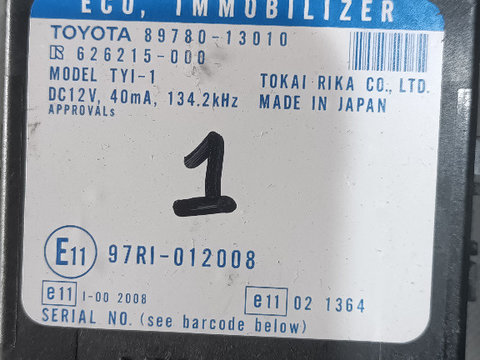 ECU, IMMOBILIZER
TOYOTA 89780-13010
R 626215-000
MODEL TYI-1 TOKAI RIKA CO., LTD.
DC12V, 40mA, 134.2kHz MADE IN JAPAN
APPROVALs
1
E11 97RI-012008
e11 I-00 2008 e11 02 1364
SERIAL NO. (see barcode below)